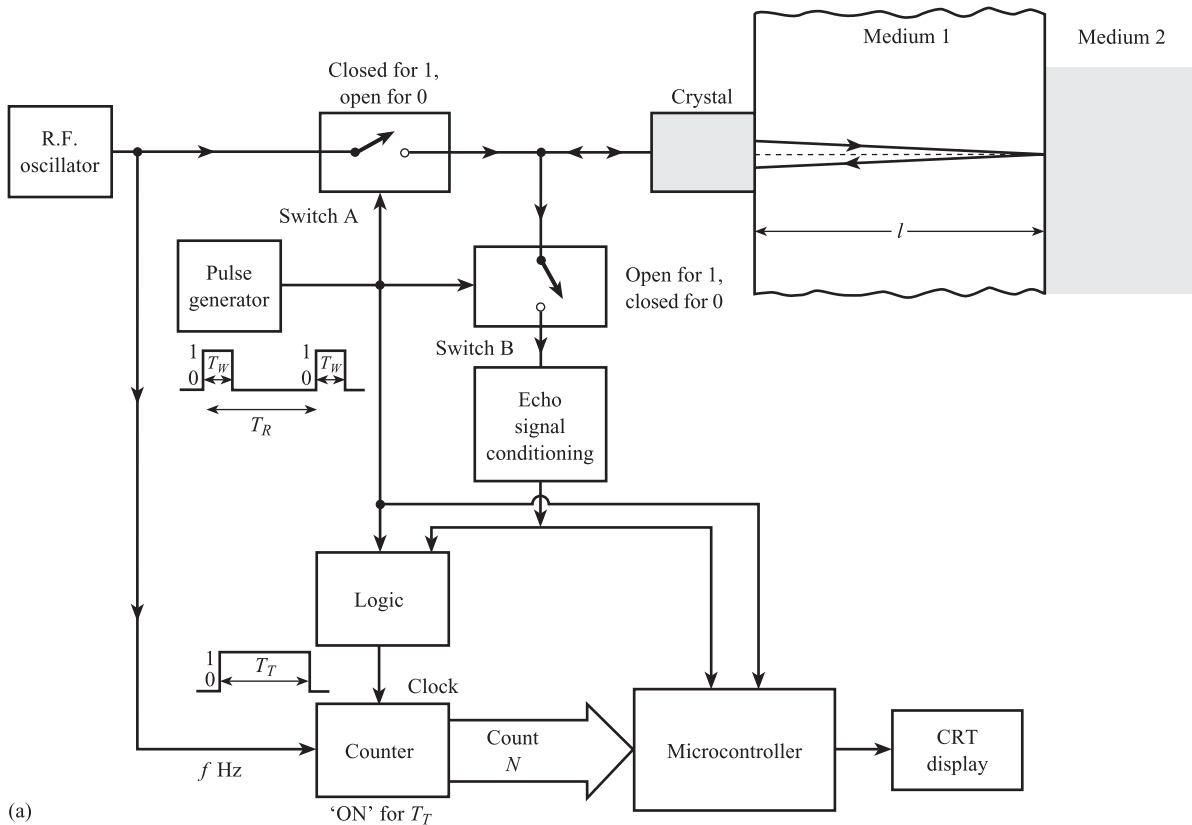 Medium 1
Medium 2
Closed for 1,
open for 0
Crystal
R.F.
oscillator
Switch A
l
Pulse
generator
Open for 1,
closed for 0
Switch B
1
0
T_W
1
0
T_W
T_R
Echo
signal
conditioning
Logic
1
0
T_T
Clock
Counter
Count
N
Microcontroller
CRT
display
f Hz
'ON' for T_T
(a)